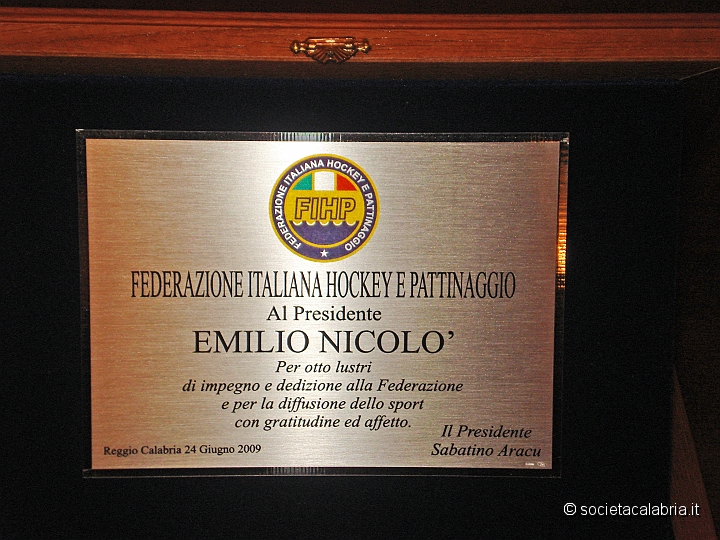 FEDERAZIONE ITALIANA HOCKEY E PATTINAGGIO
FIHP
FEDERAZIONE ITALIANA HOCKEY E PATTINAGGIO
Al Presidente
EMILIO NICOLO'
Per otto lustri
di impegno e dedizione alla Federazione
e per la diffusione dello sport
con gratitudine ed affetto.
Il Presidente
Sabatino Aracu
Reggio Calabria 24 Giugno 2009
© societacalabria.it